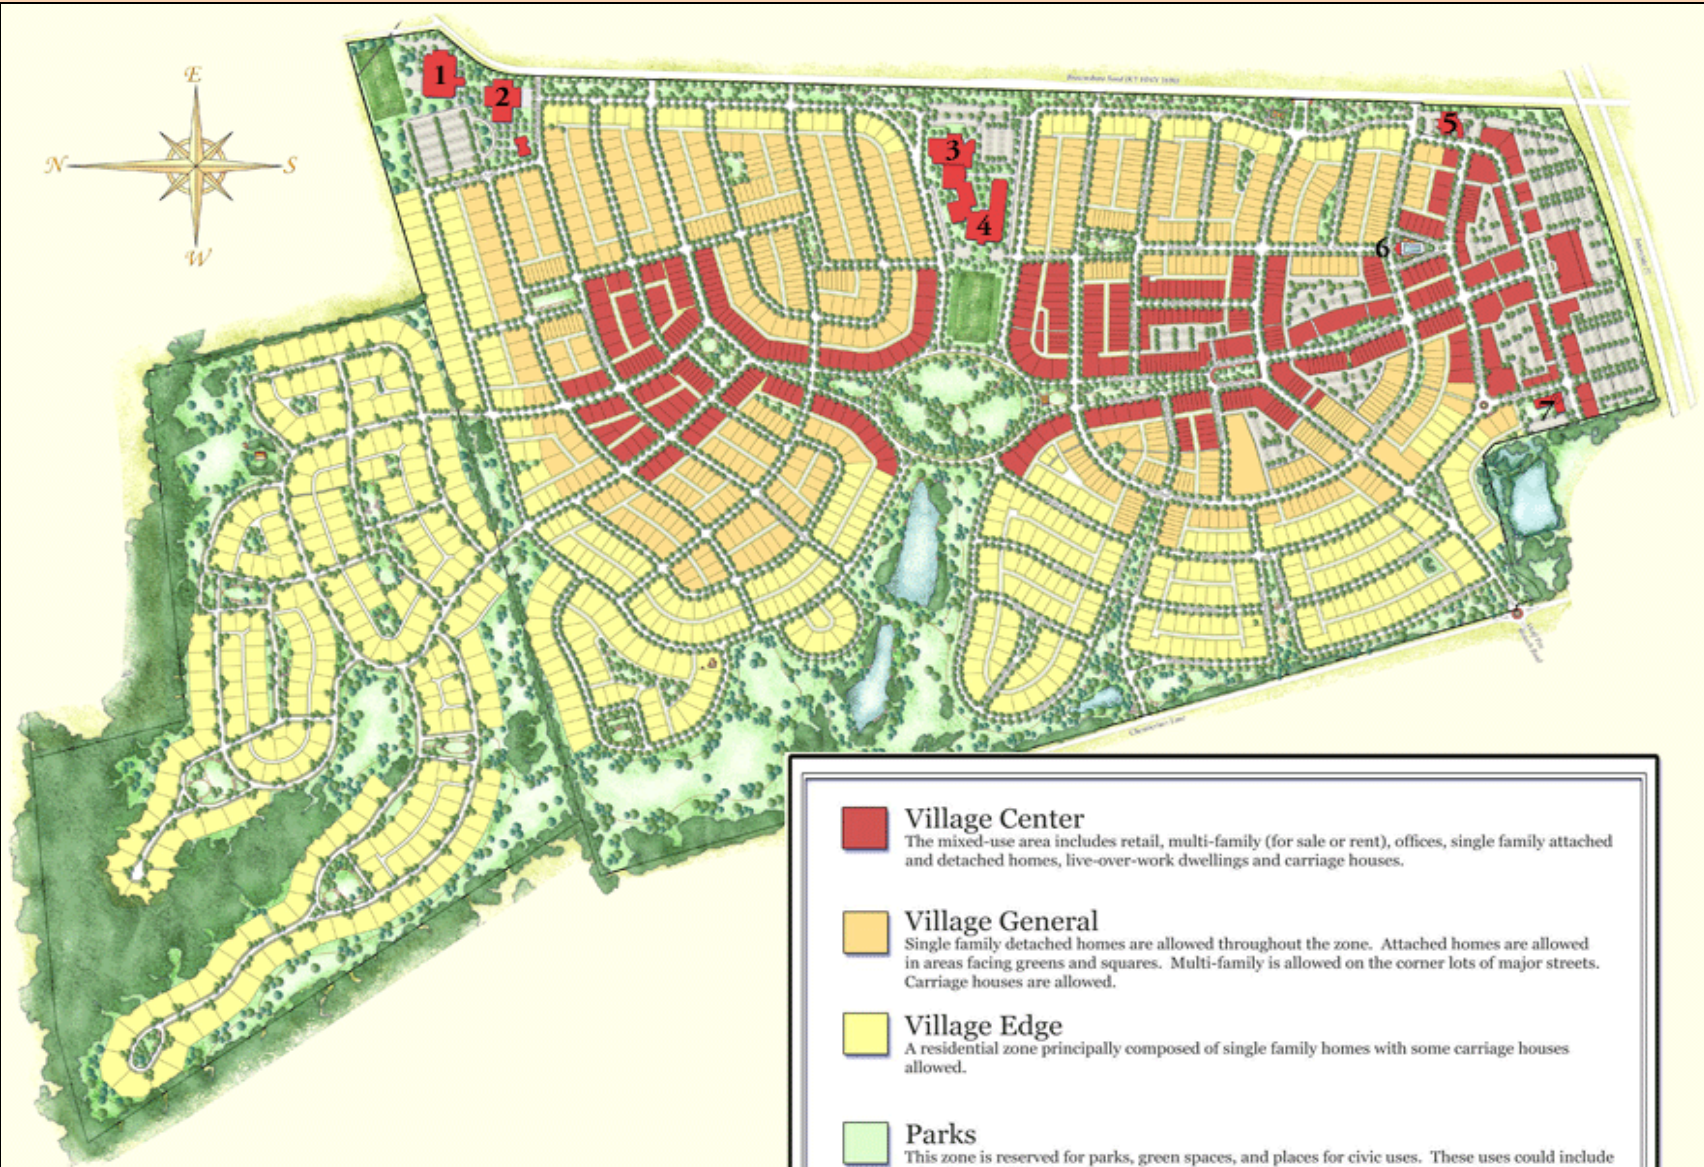 E
N
S
W
1
2
3
4
5
6
7
Village Center
The mixed-use area includes retail, multi-family (for sale or rent), offices, single family attached
and detached homes, live-over-work dwellings and carriage houses.
Village General
Single family detached homes are allowed throughout the zone. Attached homes are allowed
in areas facing greens and squares. Multi-family is allowed on the corner lots of major streets.
Carriage houses are allowed.
Village Edge
A residential zone principally composed of single family homes with some carriage houses
allowed.
Parks
This zone is reserved for parks, green spaces, and places for civic uses. These uses could include